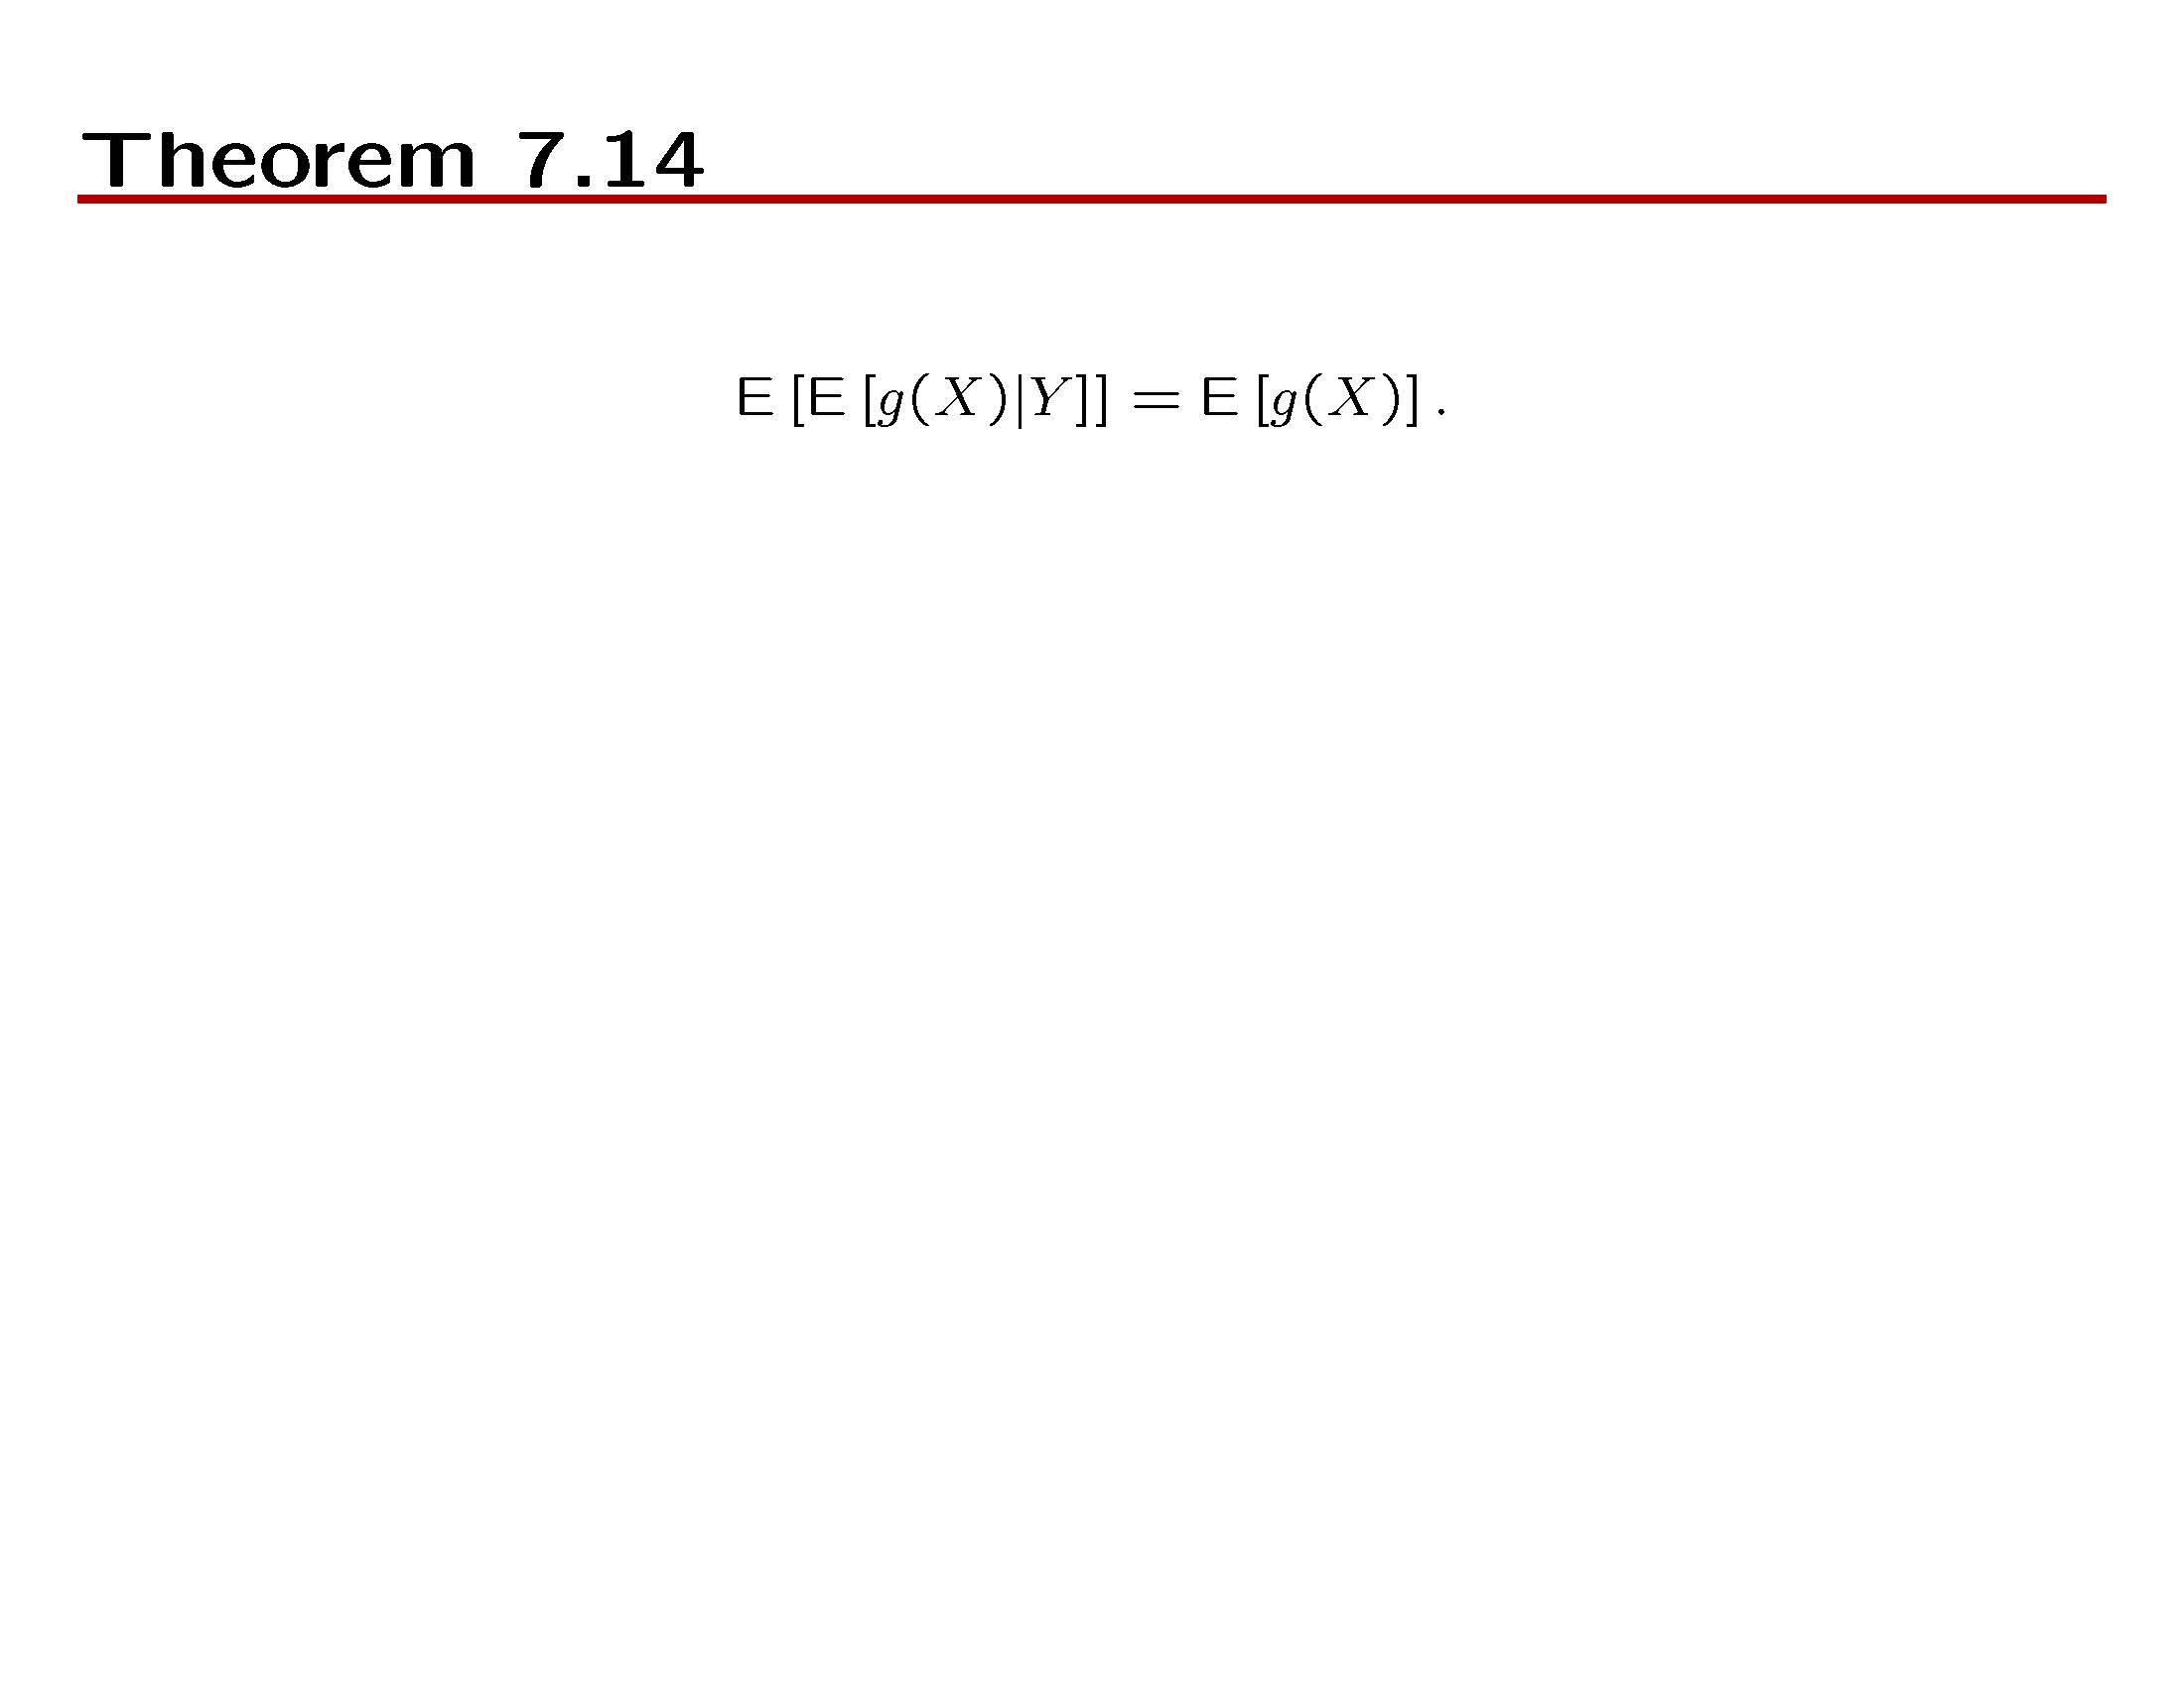 Theorem 7.14
E [E [g(X)|Y]] = E [g(X)] .